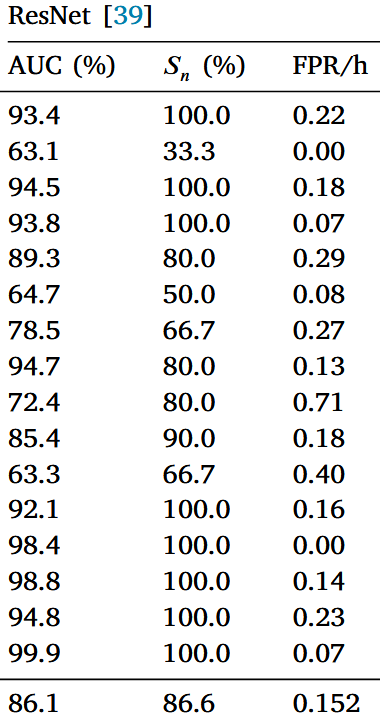 ResNet [39]
AUC (%) Sn (%) FPR/h
93.4 100.0 0.22
63.1 33.3 0.00
94.5 100.0 0.18
93.8 100.0 0.07
89.3 80.0 0.29
64.7 50.0 0.08
78.5 66.7 0.27
94.7 80.0 0.13
72.4 80.0 0.71
85.4 90.0 0.18
63.3 66.7 0.40
92.1 100.0 0.16
98.4 100.0 0.00
98.8 100.0 0.14
94.8 100.0 0.23
99.9 100.0 0.07
86.1 86.6 0.152